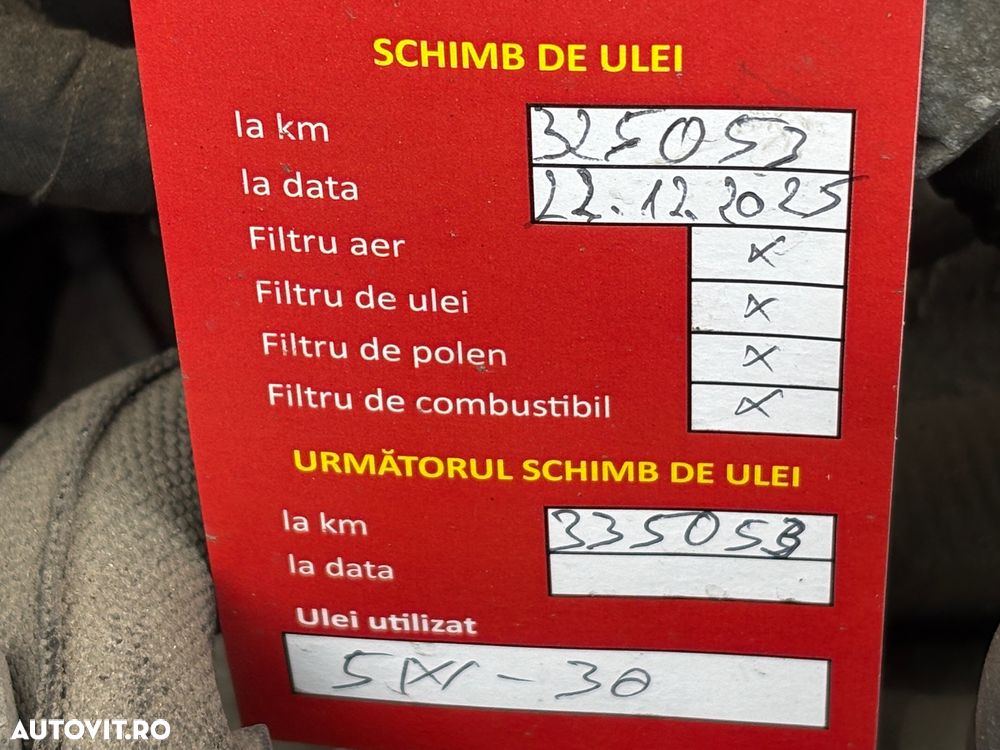 SCHIMB DE ULEI
la km 325053
la data 22.12.2025
Filtru aer x
Filtru de ulei x
Filtru de polen x
Filtru de combustibil x
URMĂTORUL SCHIMB DE ULEI
la km 335053
la data
Ulei utilizat
5W-30
AUTOVIT.RO